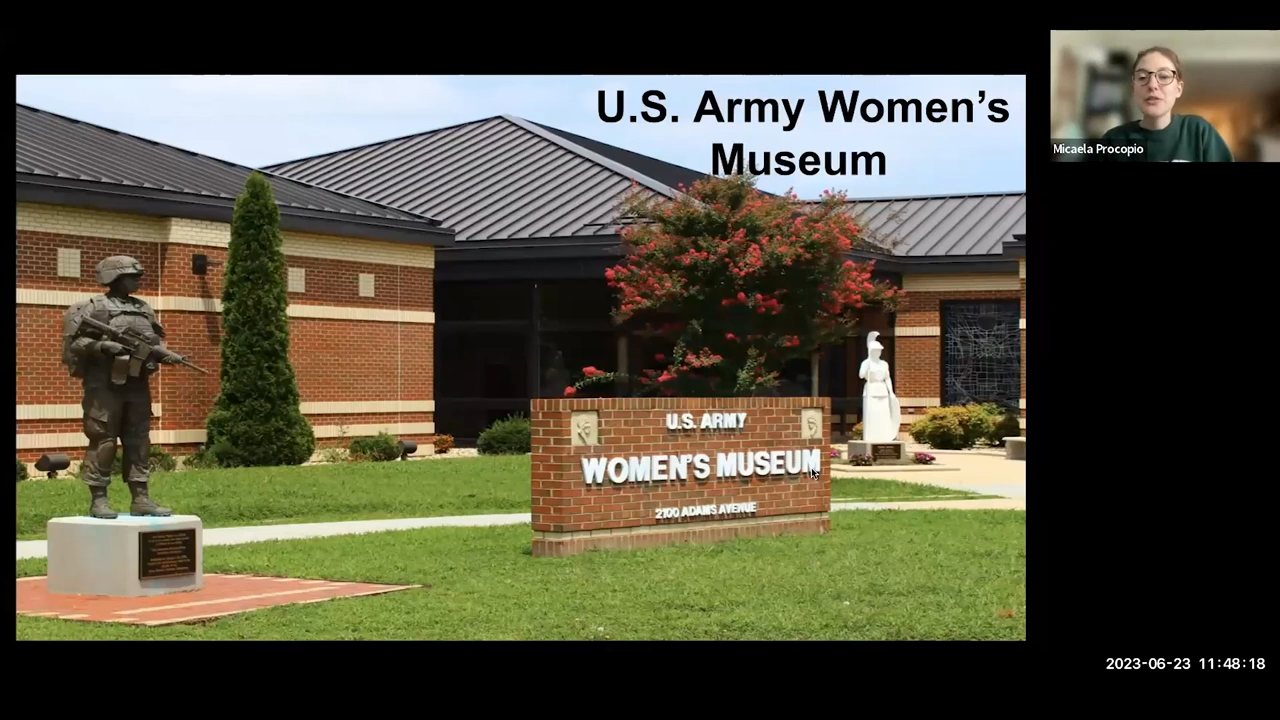 U.S. Army Women's
Museum
Micaela Procopio
U.S. ARMY
WOMEN'S MUSEUM
2100 ADAMS AVENUE
2023-06-23 11:48:18